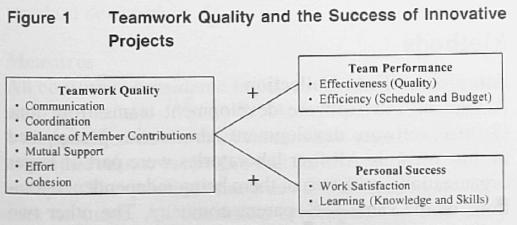 Figure 1 Teamwork Quality and the Success of Innovative
Projects
Teamwork Quality
• Communication
• Coordination
• Balance of Member Contributions
• Mutual Support
• Effort
• Cohesion
+
+
Team Performance
• Effectiveness (Quality)
• Efficiency (Schedule and Budget)
Personal Success
• Work Satisfaction
• Learning (Knowledge and Skills)